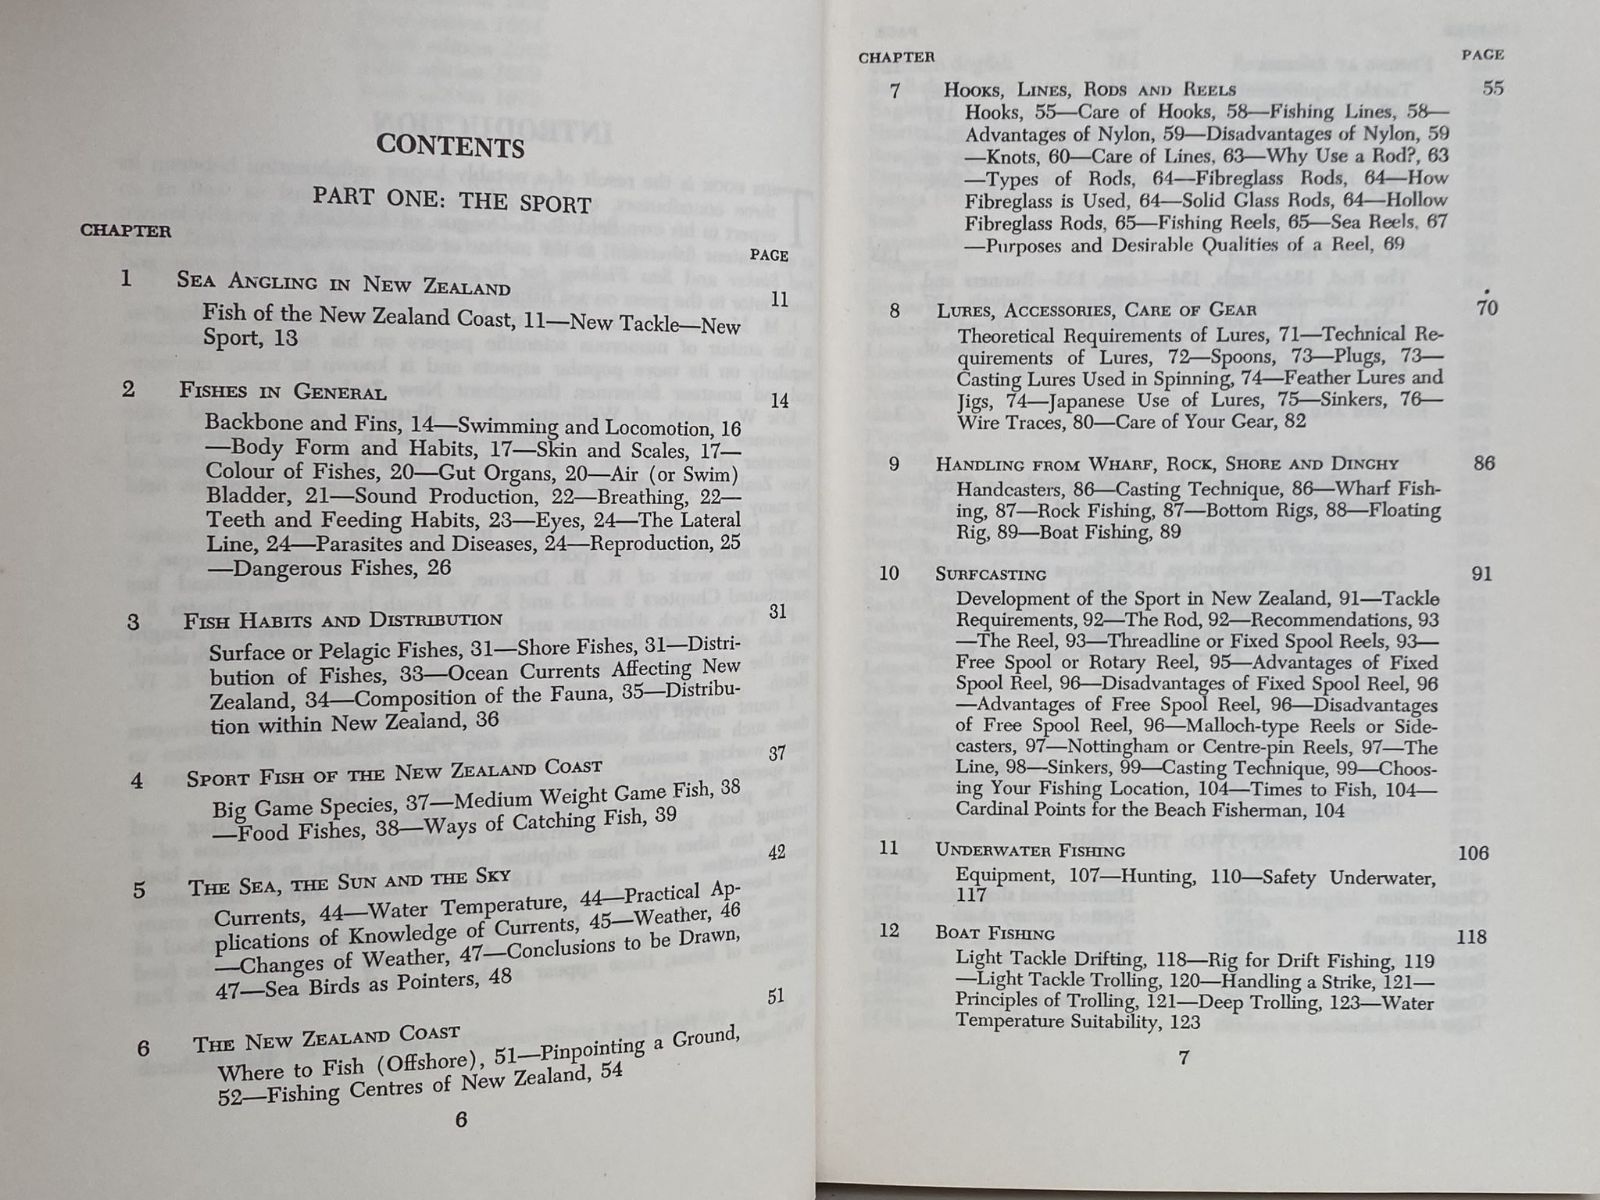 CONTENTS
PART ONE: THE SPORT
CHAPTER
PAGE
1 SEA ANGLING IN NEW ZEALAND 11
Fish of the New Zealand Coast, 11—New Tackle—New
Sport, 13
2 FISHES IN GENERAL 14
Backbone and Fins, 14—Swimming and Locomotion, 16
—Body Form and Habits, 17—Skin and Scales, 17—
Colour of Fishes, 20—Gut Organs, 20—Air (or Swim)
Bladder, 21—Sound Production, 22—Breathing, 22—
Teeth and Feeding Habits, 23—Eyes, 24—The Lateral
Line, 24—Parasites and Diseases, 24—Reproduction, 25
—Dangerous Fishes, 26
3 FISH HABITS AND DISTRIBUTION 31
Surface or Pelagic Fishes, 31—Shore Fishes, 31—Distri-
bution of Fishes, 33—Ocean Currents Affecting New
Zealand, 34—Composition of the Fauna, 35—Distribu-
tion within New Zealand, 36
4 SPORT FISH OF THE NEW ZEALAND COAST 37
Big Game Species, 37—Medium Weight Game Fish, 38
—Food Fishes, 38—Ways of Catching Fish, 39
5 THE SEA, THE SUN AND THE SKY 42
Currents, 44—Water Temperature, 44—Practical Ap-
plications of Knowledge of Currents, 45—Weather, 46
—Changes of Weather, 47—Conclusions to be Drawn,
47—Sea Birds as Pointers, 48
6 THE NEW ZEALAND COAST 51
Where to Fish (Offshore), 51—Pinpointing a Ground,
52—Fishing Centres of New Zealand, 54
6
CHAPTER PAGE
7 HOOKS, LINES, RODS AND REELS 55
Hooks, 55—Care of Hooks, 58—Fishing Lines, 58—
Advantages of Nylon, 59—Disadvantages of Nylon, 59
—Knots, 60—Care of Lines, 63—Why Use a Rod?, 63
—Types of Rods, 64—Fibreglass Rods, 64—How
Fibreglass is Used, 64—Solid Glass Rods, 64—Hollow
Fibreglass Rods, 65—Fishing Reels, 65—Sea Reels, 67
—Purposes and Desirable Qualities of a Reel, 69
8 LURES, ACCESSORIES, CARE OF GEAR 70
Theoretical Requirements of Lures, 71—Technical Re-
quirements of Lures, 72—Spoons, 73—Plugs, 73—
Casting Lures Used in Spinning, 74—Feather Lures and
Jigs, 74—Japanese Use of Lures, 75—Sinkers, 76—
Wire Traces, 80—Care of Your Gear, 82
9 HANDLING FROM WHARF, ROCK, SHORE AND DINGHY 86
Handcasters, 86—Casting Technique, 86—Wharf Fish-
ing, 87—Rock Fishing, 87—Bottom Rigs, 88—Floating
Rig, 89—Boat Fishing, 89
10 SURFCASTING 91
Development of the Sport in New Zealand, 91—Tackle
Requirements, 92—The Rod, 92—Recommendations, 93
—The Reel, 93—Threadline or Fixed Spool Reels, 93—
Free Spool or Rotary Reel, 95—Advantages of Fixed
Spool Reel, 96—Disadvantages of Fixed Spool Reel, 96
—Advantages of Free Spool Reel, 96—Disadvantages
of Free Spool Reel, 96—Malloch-type Reels or Side-
casters, 97—Nottingham or Centre-pin Reels, 97—The
Line, 98—Sinkers, 99—Casting Technique, 99—Choos-
ing Your Fishing Location, 104—Times to Fish, 104—
Cardinal Points for the Beach Fisherman, 104
11 UNDERWATER FISHING 106
Equipment, 107—Hunting, 110—Safety Underwater,
117
12 BOAT FISHING 118
Light Tackle Drifting, 118—Rig for Drift Fishing, 119
—Light Tackle Trolling, 120—Handling a Strike, 121—
Principles of Trolling, 121—Deep Trolling, 123—Water
Temperature Suitability, 123
7